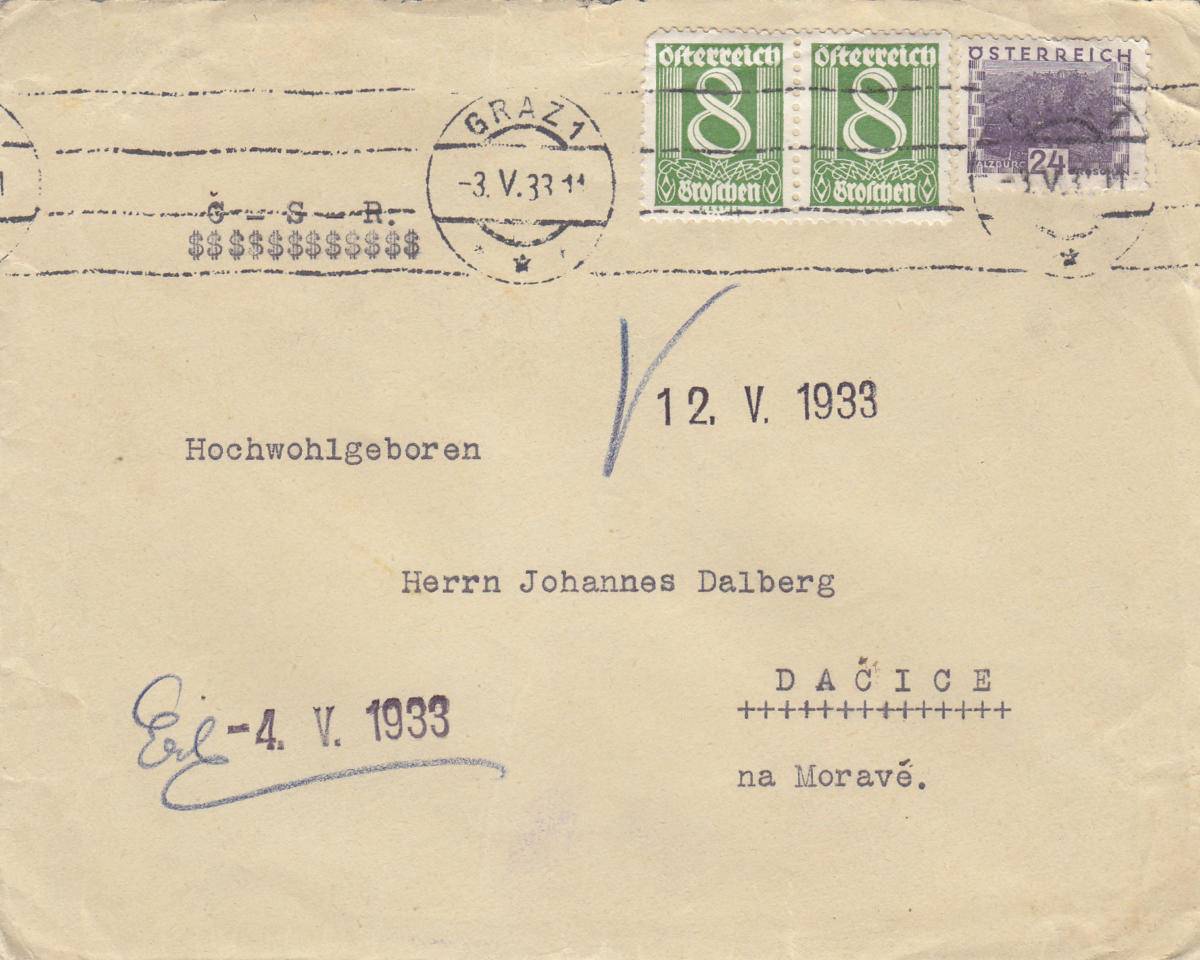 Österreich
8
Groschen
Österreich
8
Groschen
ÖSTERREICH
24
GRAZ 1
-3. V. 33 11
Č - S - R.
$$$$$$$$$$$$
12. V. 1933
Hochwohlgeboren
Herrn Johannes Dalberg
DAČICE
++++++++++++++
na Moravě.
-4. V. 1933